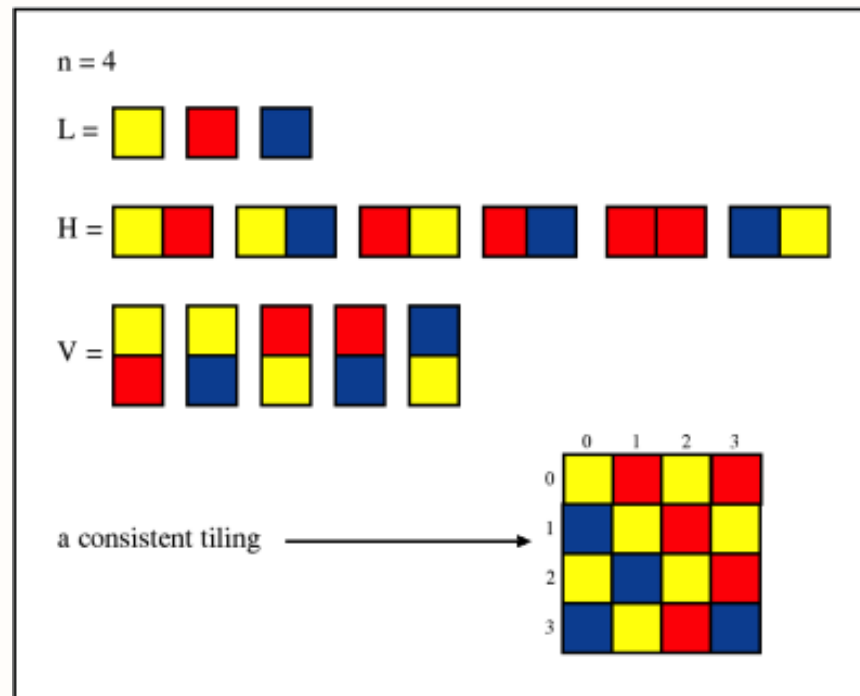 n = 4
L =
H =
V =
0 1 2 3
0
1
a consistent tiling
2
3